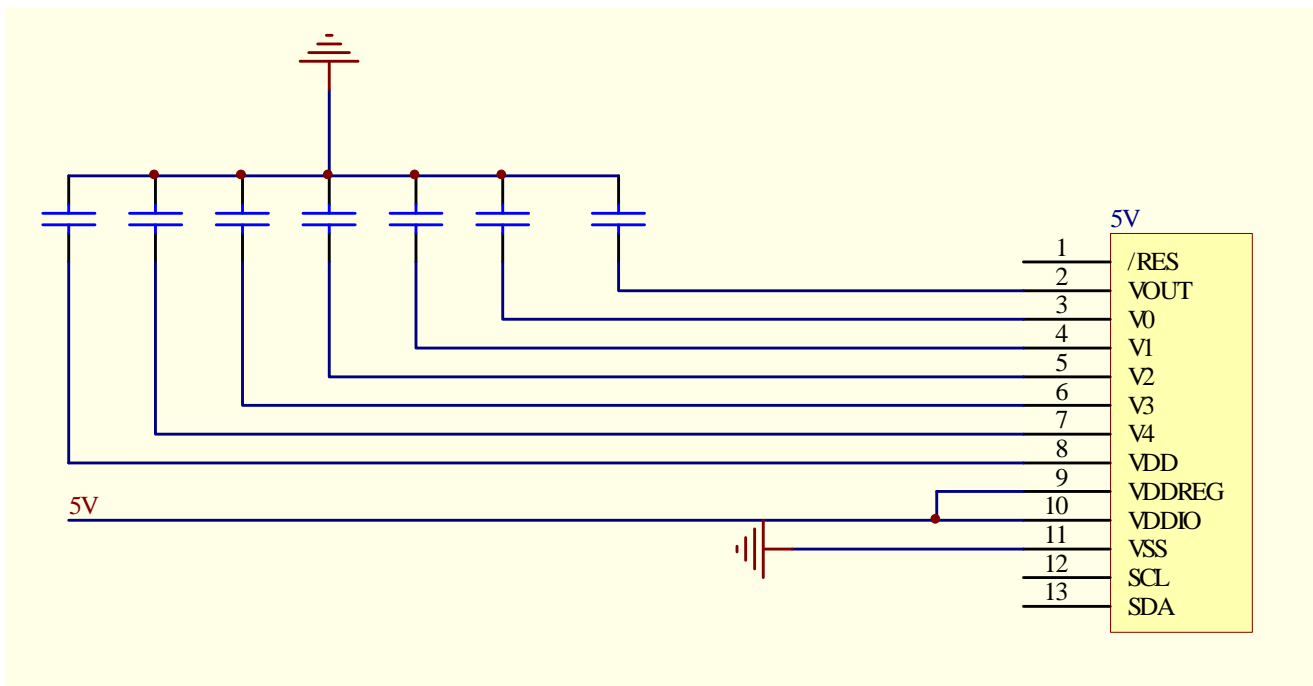 5V
1 /RES
2 VOUT
3 V0
4 V1
5 V2
6 V3
7 V4
8 VDD
9 VDDREG
5V
10 VDDIO
11 VSS
12 SCL
13 SDA